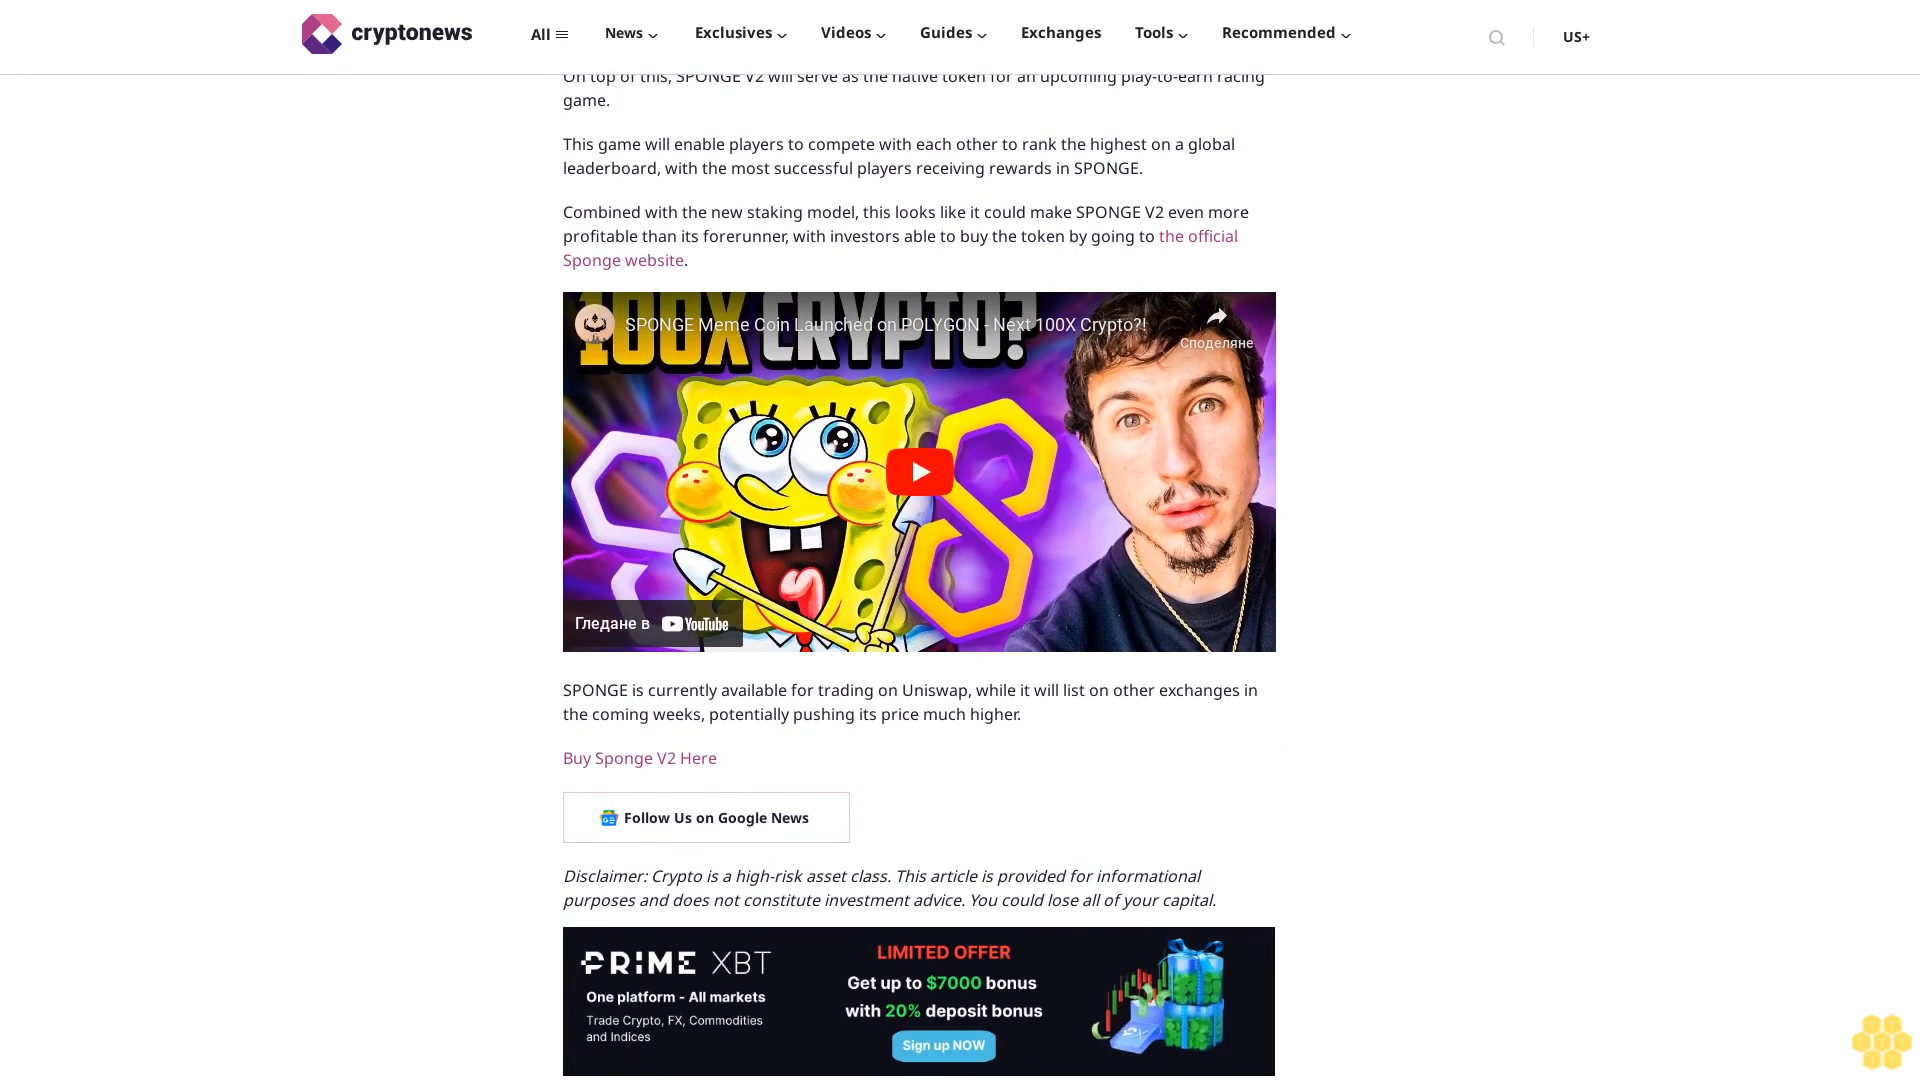 cryptonews
All
News
Exclusives
Videos
Guides
Exchanges
Tools
Recommended
US+
On top of this, SPONGE V2 will serve as the native token for an upcoming play-to-earn racing
game.
This game will enable players to compete with each other to rank the highest on a global
leaderboard, with the most successful players receiving rewards in SPONGE.
Combined with the new staking model, this looks like it could make SPONGE V2 even more
profitable than its forerunner, with investors able to buy the token by going to the official
Sponge website.
100X CRYPTO?
SPONGE Meme Coin Launched on POLYGON - Next 100X Crypto?!
Споделяне
Гледане в YouTube
SPONGE is currently available for trading on Uniswap, while it will list on other exchanges in
the coming weeks, potentially pushing its price much higher.
Buy Sponge V2 Here
Follow Us on Google News
Disclaimer: Crypto is a high-risk asset class. This article is provided for informational
purposes and does not constitute investment advice. You could lose all of your capital.
PRIME XBT
One platform - All markets
Trade Crypto, FX, Commodities
and Indices
LIMITED OFFER
Get up to $7000 bonus
with 20% deposit bonus
Sign up NOW